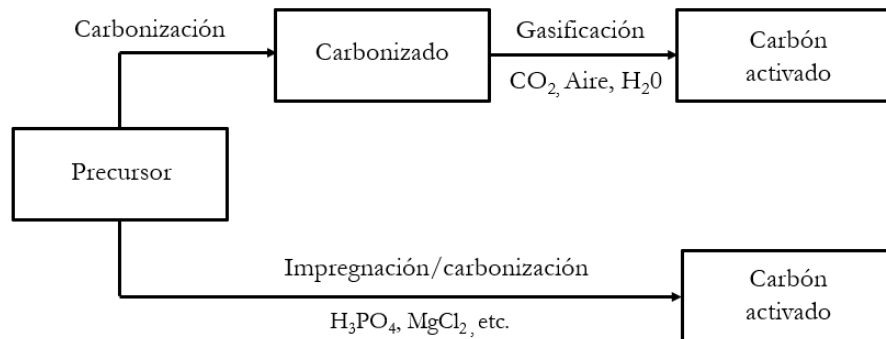 Carbonización
Carbonizado
Gasificación
CO₂, Aire, H₂0
Carbón
activado
Precursor
Impregnación/carbonización
H₃PO₄, MgCl₂, etc.
Carbón
activado